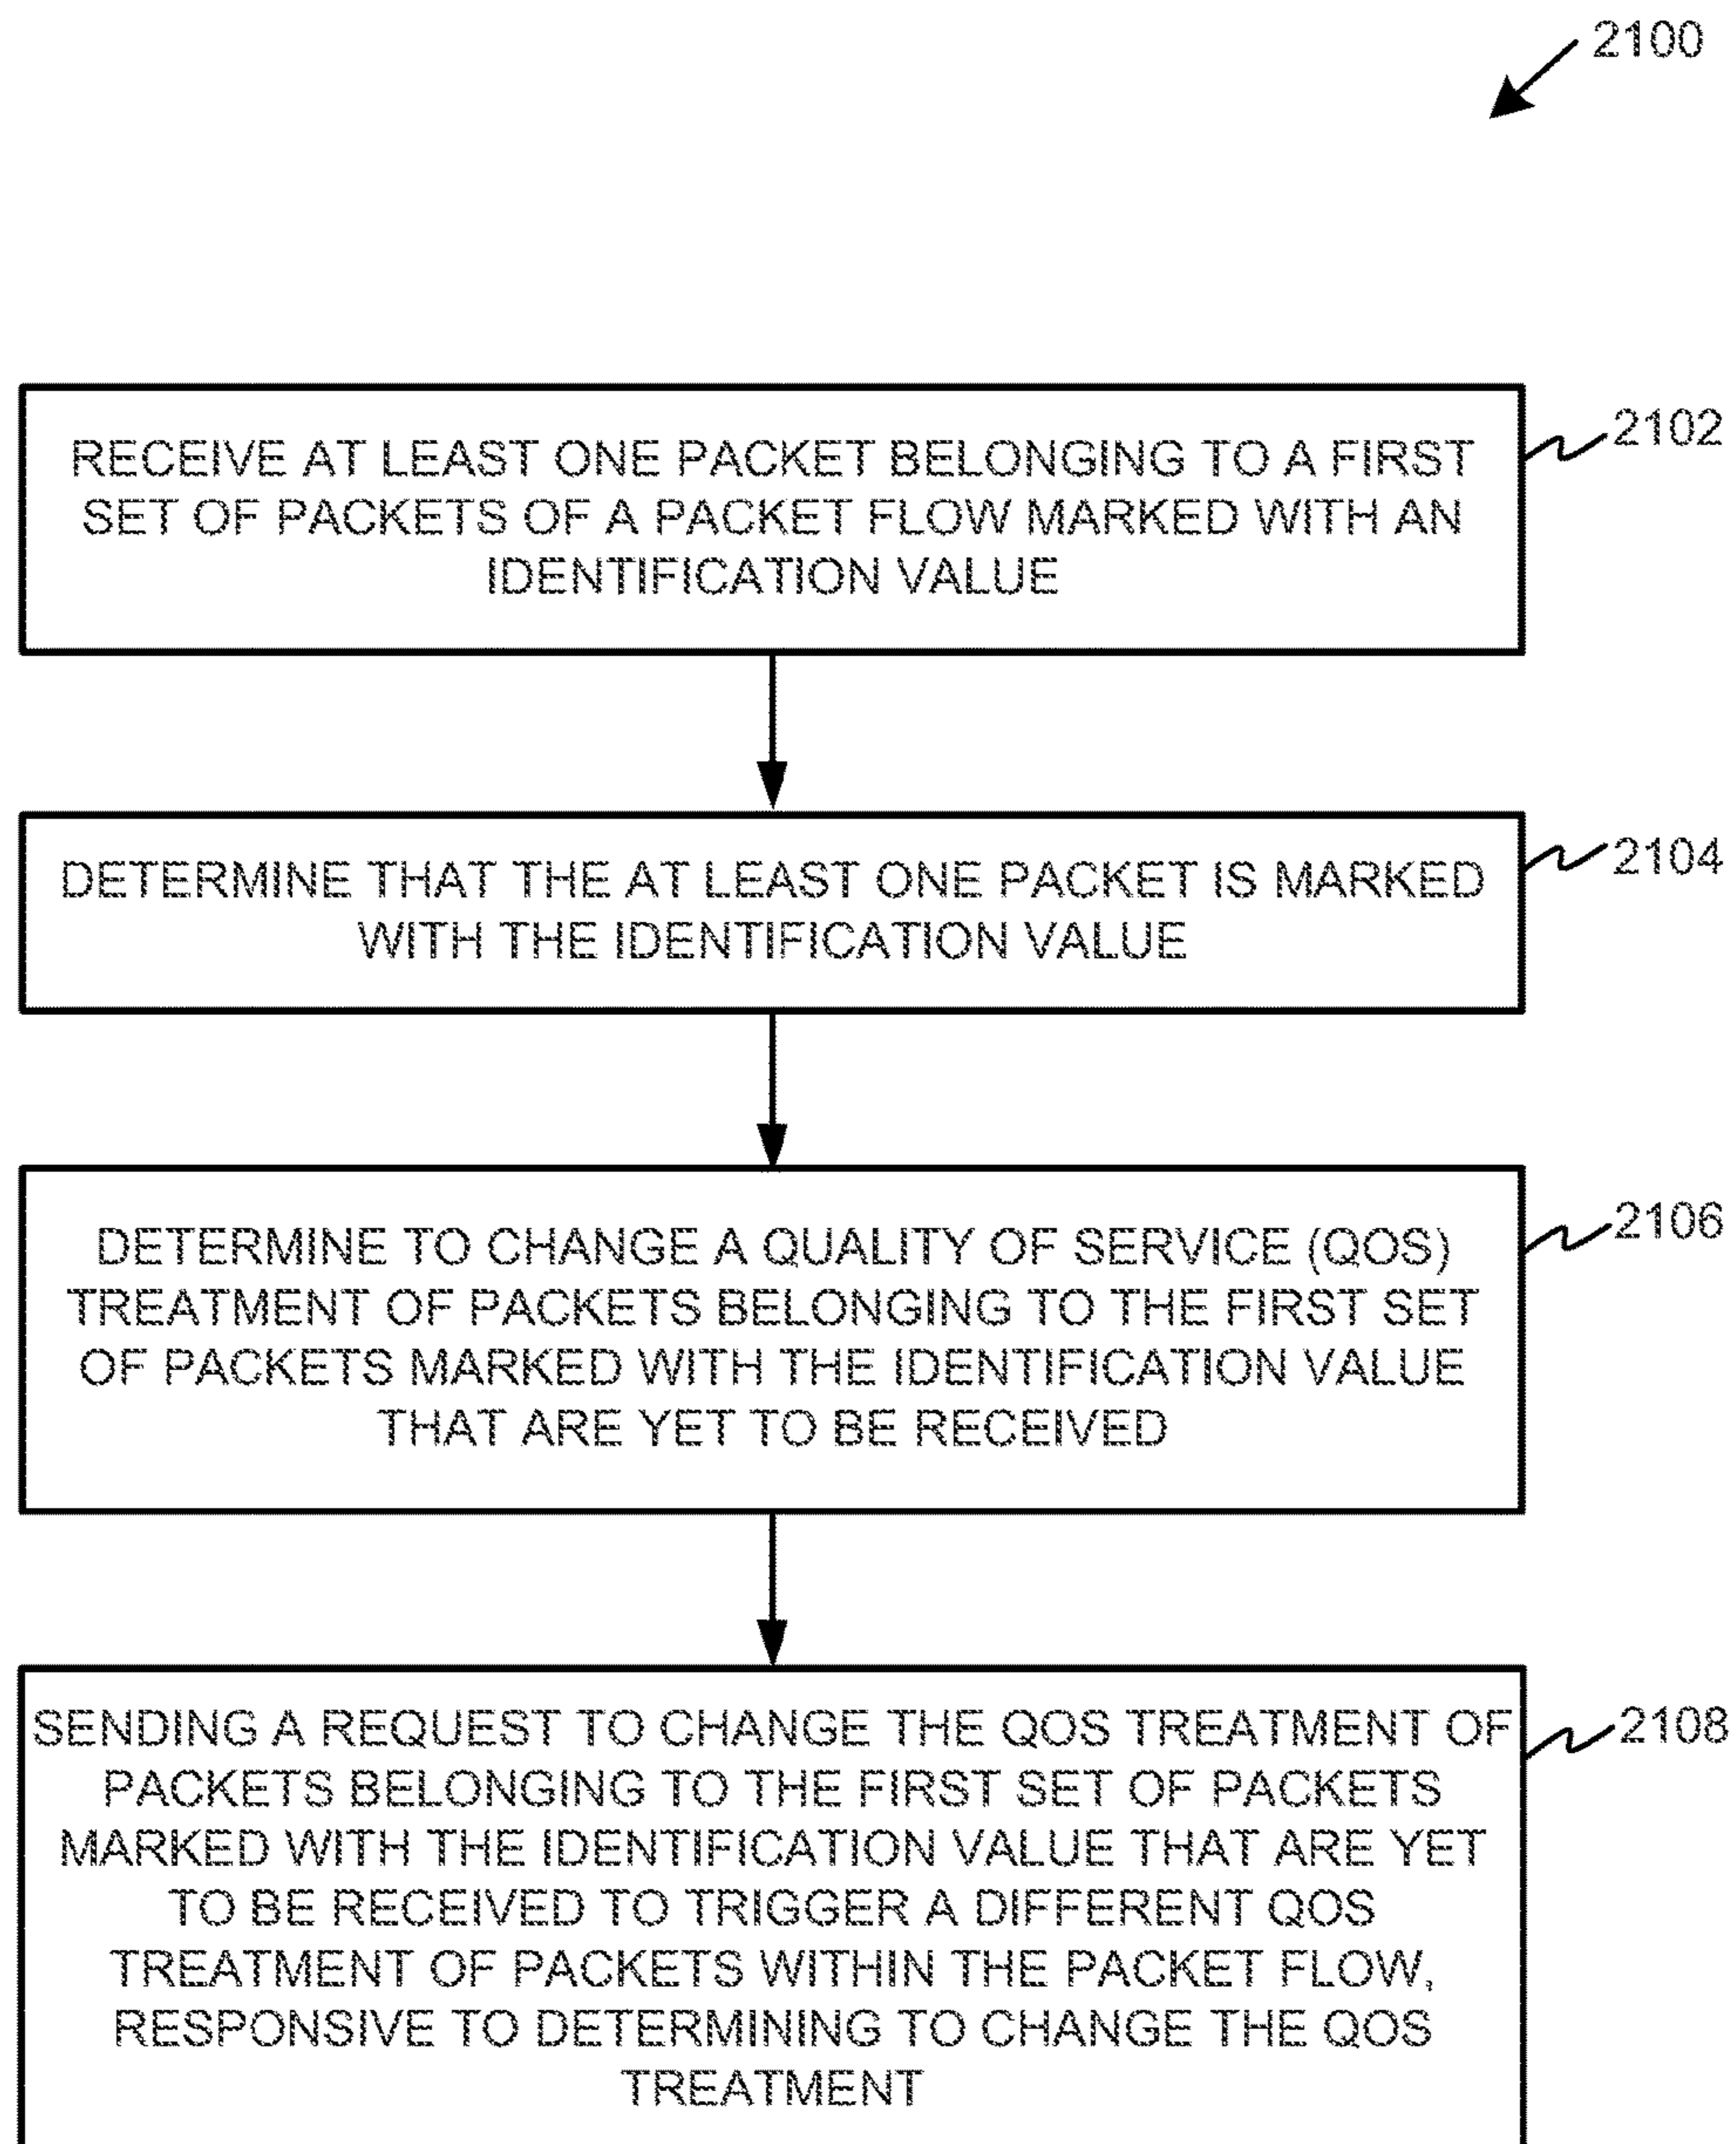 2100
RECEIVE AT LEAST ONE PACKET BELONGING TO A FIRST
SET OF PACKETS OF A PACKET FLOW MARKED WITH AN
IDENTIFICATION VALUE
2102
DETERMINE THAT THE AT LEAST ONE PACKET IS MARKED
WITH THE IDENTIFICATION VALUE
2104
DETERMINE TO CHANGE A QUALITY OF SERVICE (QOS)
TREATMENT OF PACKETS BELONGING TO THE FIRST SET
OF PACKETS MARKED WITH THE IDENTIFICATION VALUE
THAT ARE YET TO BE RECEIVED
2106
SENDING A REQUEST TO CHANGE THE QOS TREATMENT OF
PACKETS BELONGING TO THE FIRST SET OF PACKETS
MARKED WITH THE IDENTIFICATION VALUE THAT ARE YET
TO BE RECEIVED TO TRIGGER A DIFFERENT QOS
TREATMENT OF PACKETS WITHIN THE PACKET FLOW,
RESPONSIVE TO DETERMINING TO CHANGE THE QOS
TREATMENT
2108